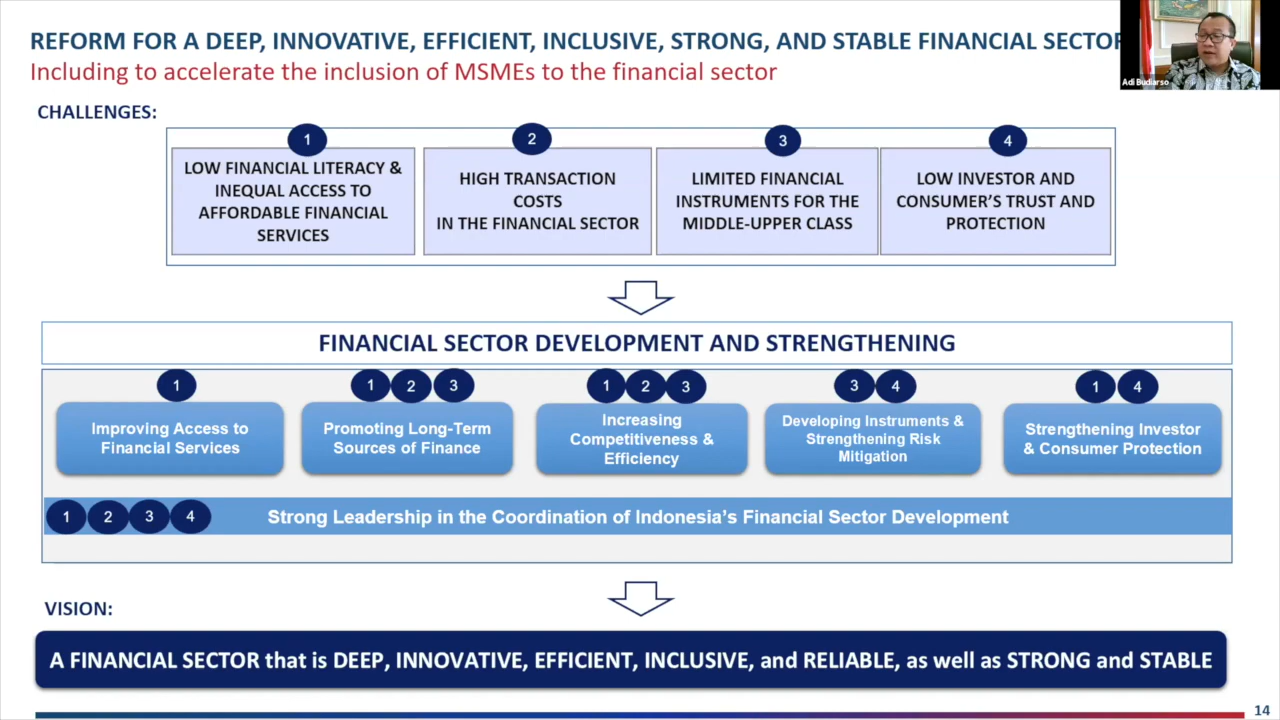 REFORM FOR A DEEP, INNOVATIVE, EFFICIENT, INCLUSIVE, STRONG, AND STABLE FINANCIAL SECTOR
Including to accelerate the inclusion of MSMEs to the financial sector
Adi Budiarso
CHALLENGES:
1
LOW FINANCIAL LITERACY &
INEQUAL ACCESS TO
AFFORDABLE FINANCIAL
SERVICES
2
HIGH TRANSACTION
COSTS
IN THE FINANCIAL SECTOR
3
LIMITED FINANCIAL
INSTRUMENTS FOR THE
MIDDLE-UPPER CLASS
4
LOW INVESTOR AND
CONSUMER'S TRUST AND
PROTECTION
FINANCIAL SECTOR DEVELOPMENT AND STRENGTHENING
1
Improving Access to
Financial Services
1 2 3
Promoting Long-Term
Sources of Finance
1 2 3
Increasing
Competitiveness &
Efficiency
3 4
Developing Instruments &
Strengthening Risk
Mitigation
1 4
Strengthening Investor
& Consumer Protection
1 2 3 4 Strong Leadership in the Coordination of Indonesia's Financial Sector Development
VISION:
A FINANCIAL SECTOR that is DEEP, INNOVATIVE, EFFICIENT, INCLUSIVE, and RELIABLE, as well as STRONG and STABLE
14